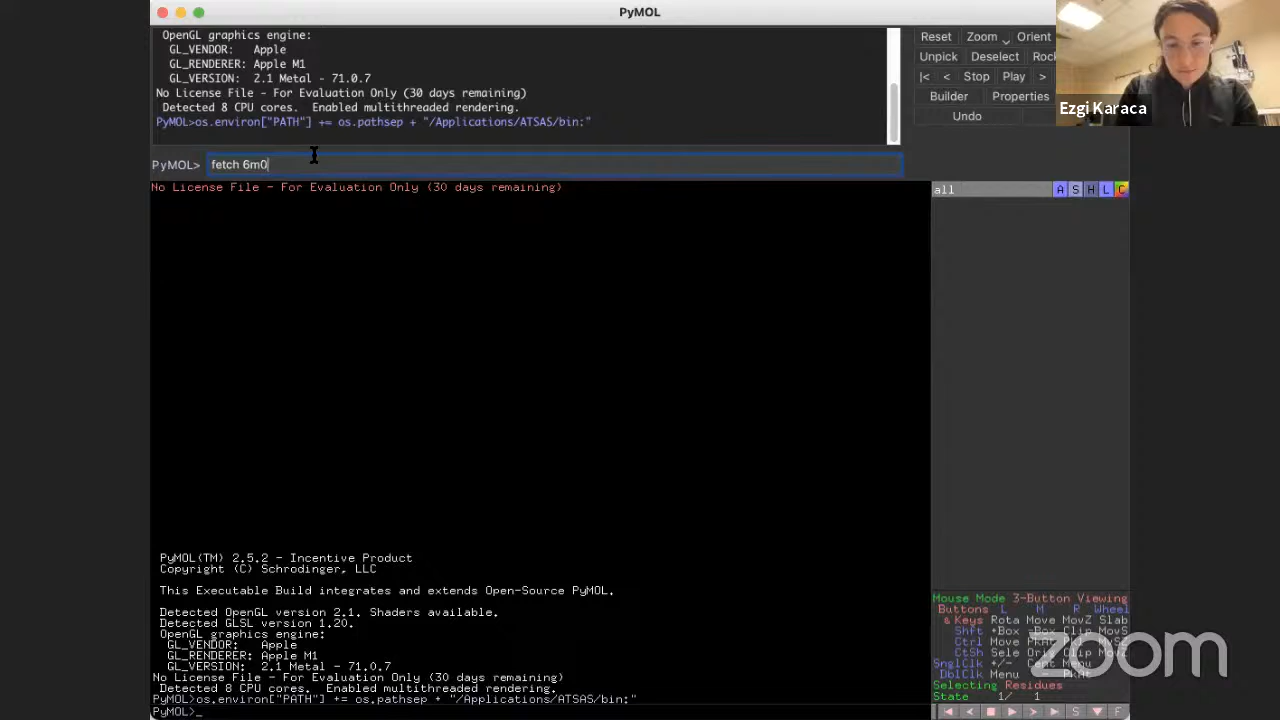 PyMOL
OpenGL graphics engine:
GL_VENDOR: Apple
GL_RENDERER: Apple M1
GL_VERSION: 2.1 Metal - 71.0.7
No License File - For Evaluation Only (30 days remaining)
Detected 8 CPU cores. Enabled multithreaded rendering.
PyMOL>os.environ["PATH"] += os.pathsep + "/Applications/ATSAS/bin:"
Reset Zoom Orient
Unpick Deselect Rock
|< < Stop Play >
Builder Properties
Undo
Ezgi Karaca
PyMOL> fetch 6m0
No License File - For Evaluation Only (30 days remaining)
all A S H L C
PyMOL(TM) 2.5.2 - Incentive Product
Copyright (C) Schrodinger, LLC
This Executable Build integrates and extends Open-Source PyMOL.
Detected OpenGL version 2.1. Shaders available.
Detected GLSL version 1.20.
OpenGL graphics engine:
GL_VENDOR: Apple
GL_RENDERER: Apple M1
GL_VERSION: 2.1 Metal - 71.0.7
No License File - For Evaluation Only (30 days remaining)
Detected 8 CPU cores. Enabled multithreaded rendering.
PyMOL>os.environ["PATH"] += os.pathsep + "/Applications/ATSAS/bin:"
PyMOL>_
Mouse Mode 3-Button Viewing
Buttons L M R Wheel
& Keys Rota Move MovZ Slab
Shft +Box -Box Clip MovS
Ctrl Move PkAt
CtSh Sele Orig Clip MovZ
SnglClk +/- Cent Menu
DblClk Menu - PkAt
Selecting Residues
State 1/ 1
S F
zoom